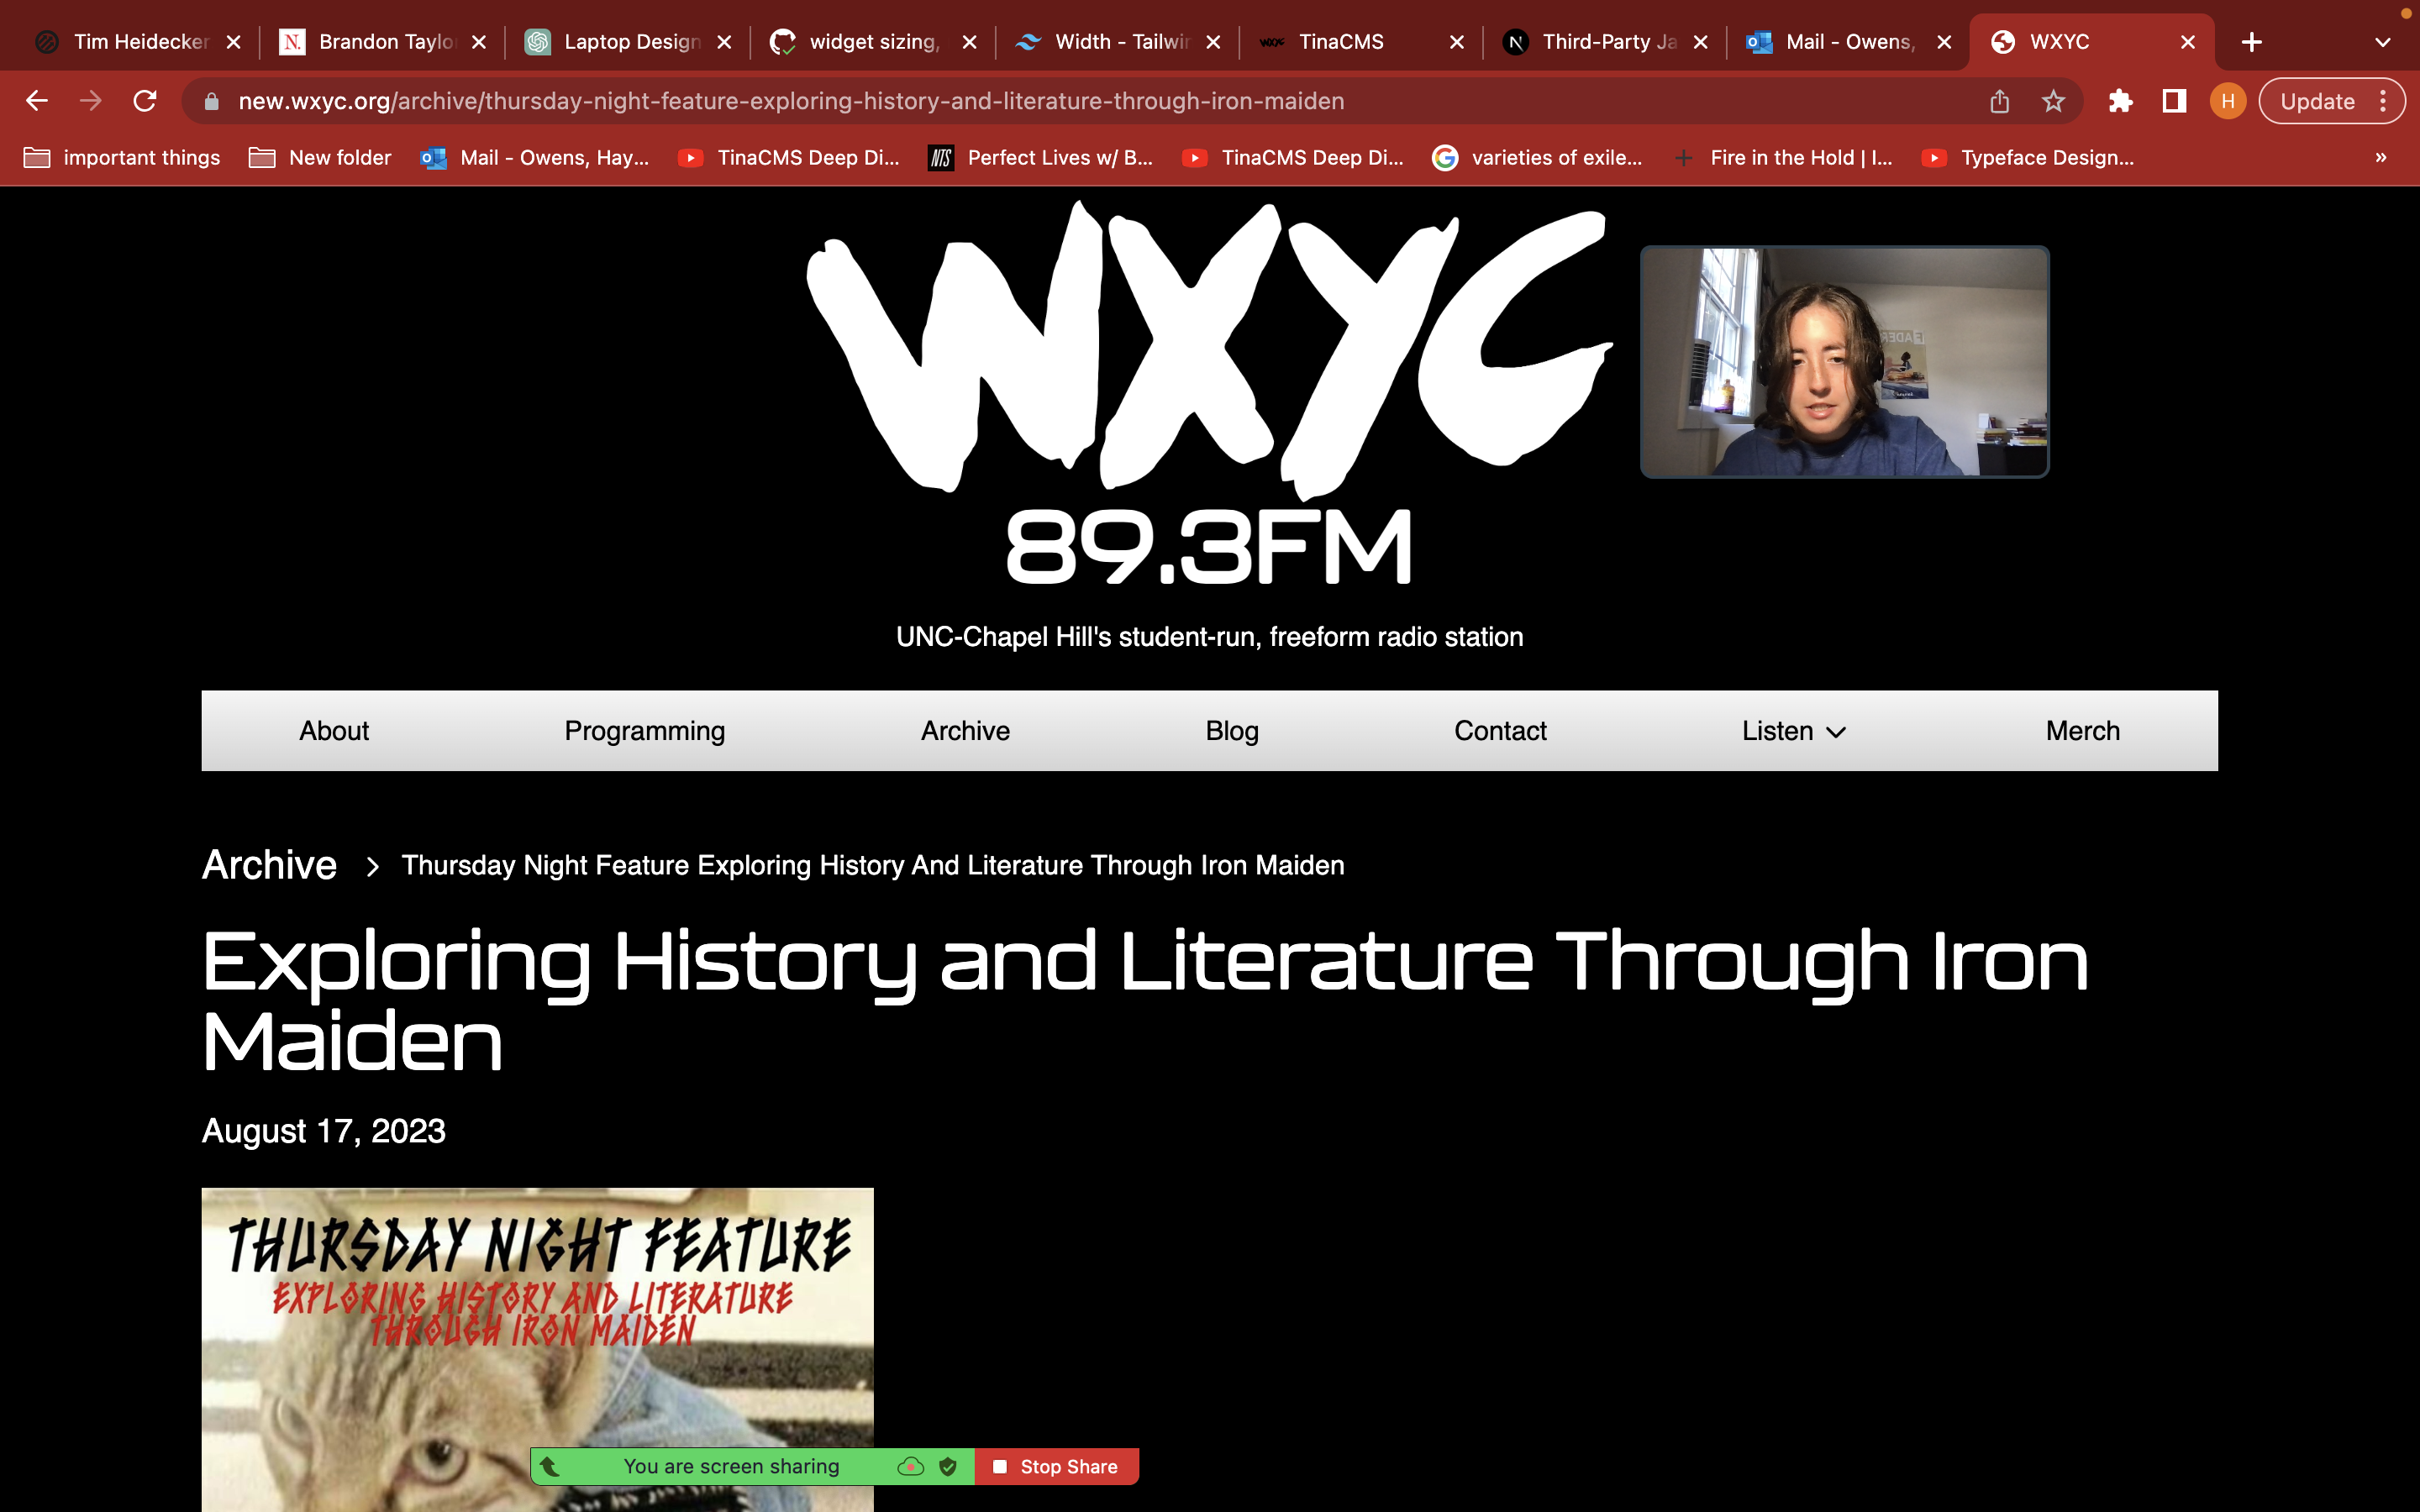 Tim Heidecker
Brandon Taylo
Laptop Design
widget sizing,
Width - Tailwin
TinaCMS
Third-Party Ja
Mail - Owens,
WXYC
new.wxyc.org/archive/thursday-night-feature-exploring-history-and-literature-through-iron-maiden
H
Update
important things
New folder
Mail - Owens, Hay...
TinaCMS Deep Di...
NTS
Perfect Lives w/ B...
TinaCMS Deep Di...
varieties of exile...
Fire in the Hold | I...
Typeface Design...
WXYC
89.3FM
UNC-Chapel Hill's student-run, freeform radio station
About
Programming
Archive
Blog
Contact
Listen
Merch
Archive > Thursday Night Feature Exploring History And Literature Through Iron Maiden
Exploring History and Literature Through Iron
Maiden
August 17, 2023
THURSDAY NIGHT FEATURE
EXPLORING HISTORY AND LITERATURE
THROUGH IRON MAIDEN
You are screen sharing
Stop Share